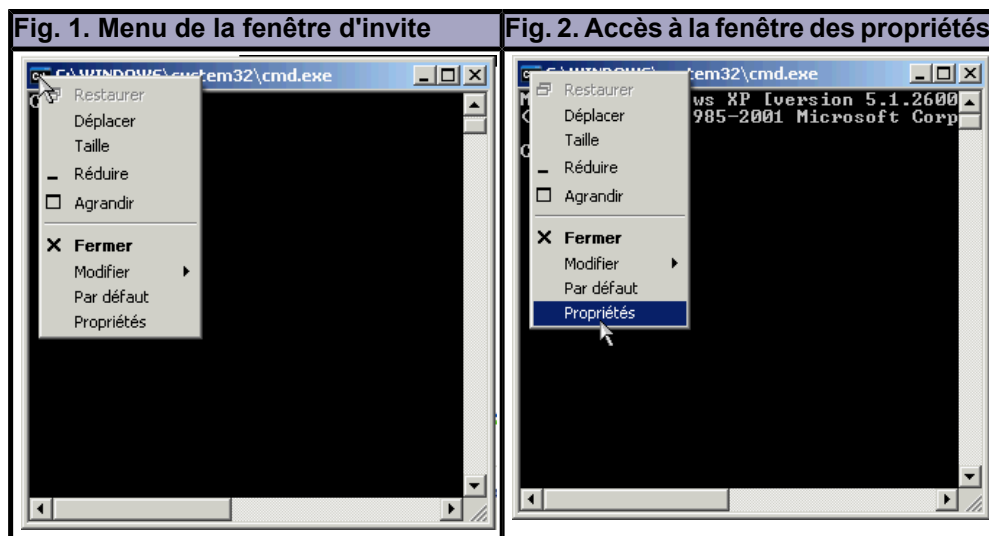 Fig. 1. Menu de la fenêtre d'invite
Fig. 2. Accès à la fenêtre des propriétés
C:\WINDOWS\system32\cmd.exe
Restaurer
Déplacer
Taille
Réduire
Agrandir
Fermer
Modifier
Par défaut
Propriétés
tem32\cmd.exe
ws XP [version 5.1.2600
985-2001 Microsoft Corp
Restaurer
Déplacer
Taille
Réduire
Agrandir
Fermer
Modifier
Par défaut
Propriétés